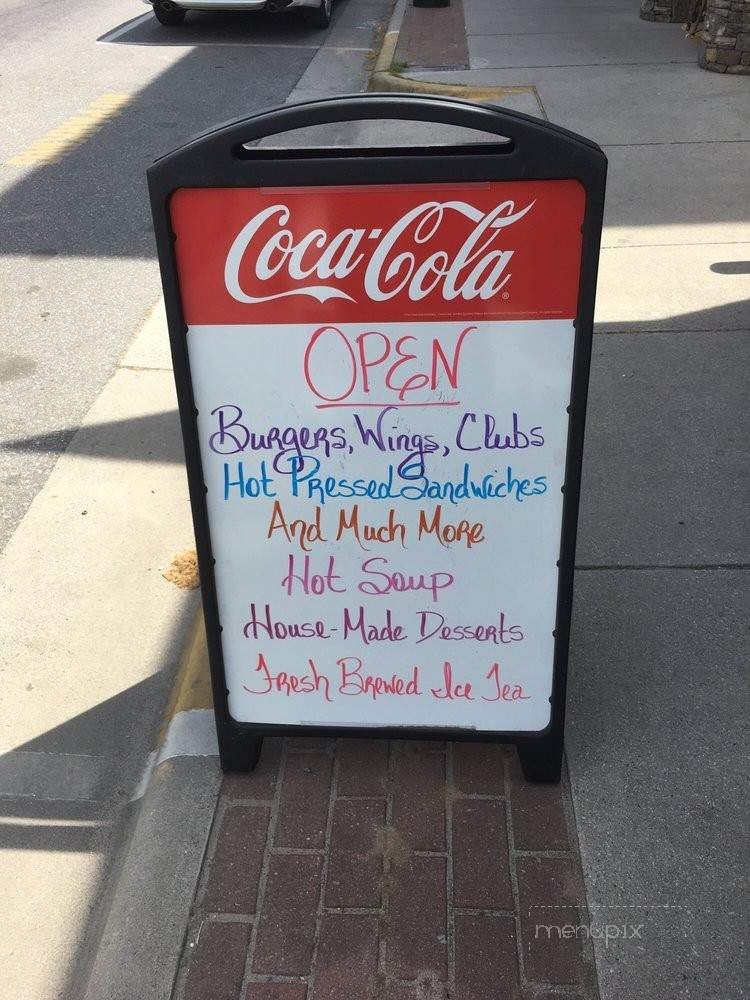 Coca-Cola
OPEN
Burgers, Wings, Clubs
Hot Pressed Sandwiches
And Much More
Hot Soup
House-Made Desserts
Fresh Brewed Ice Tea
menupix